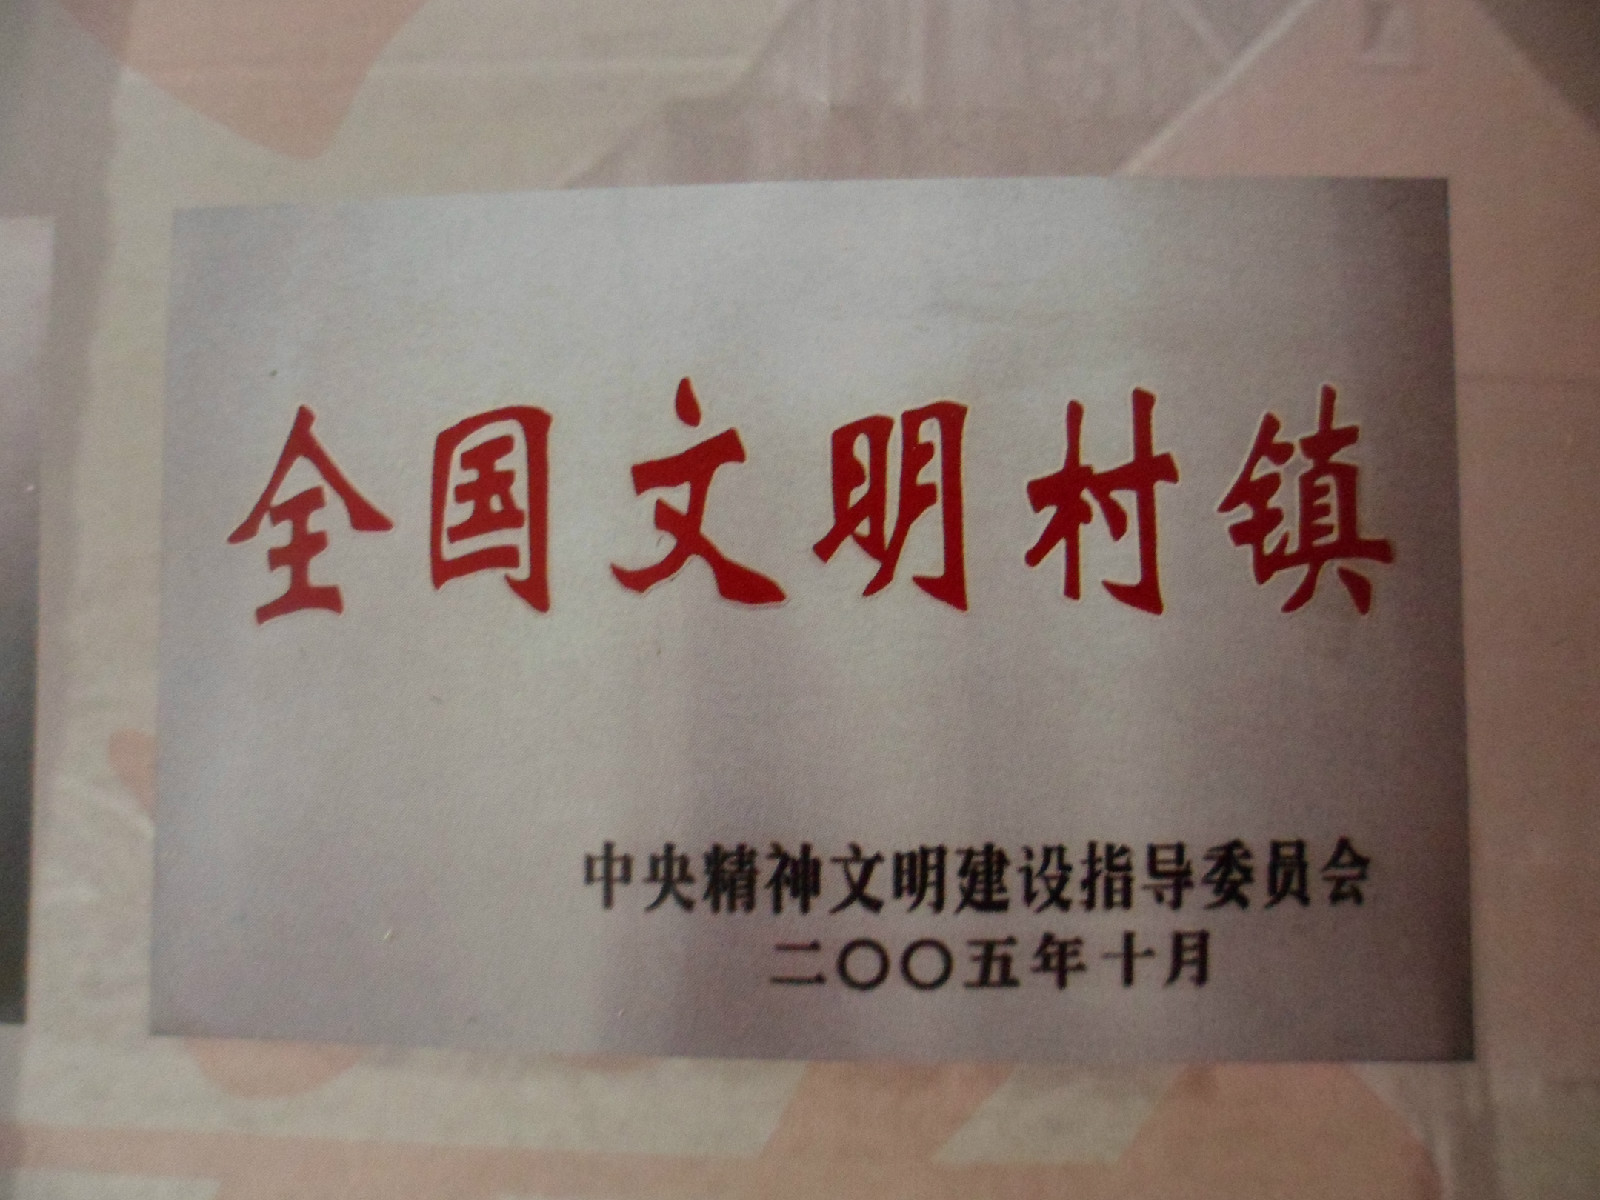 全国文明村镇
中央精神文明建设指导委员会
二〇〇五年十月